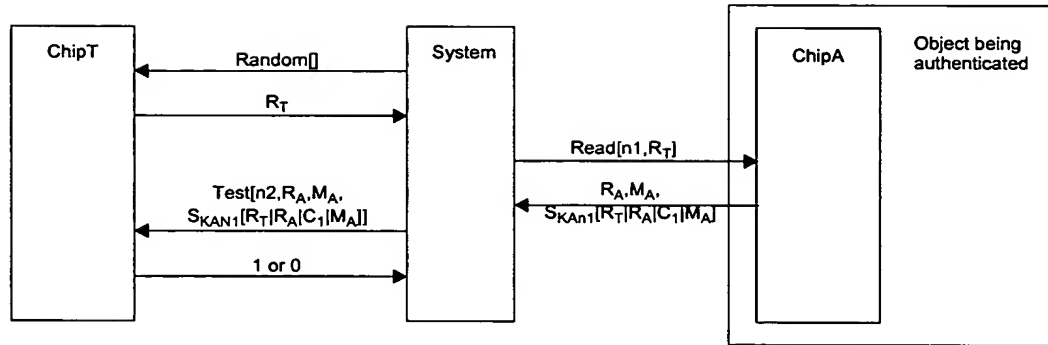 ChipT
System
ChipA
Object being
authenticated
Random[]
R_T
Read[n1,R_T]
Test[n2,R_A,M_A,
S_KAN1[R_T|R_A|C_1|M_A]]
R_A,M_A,
S_KAn1[R_T|R_A|C_1|M_A]
1 or 0